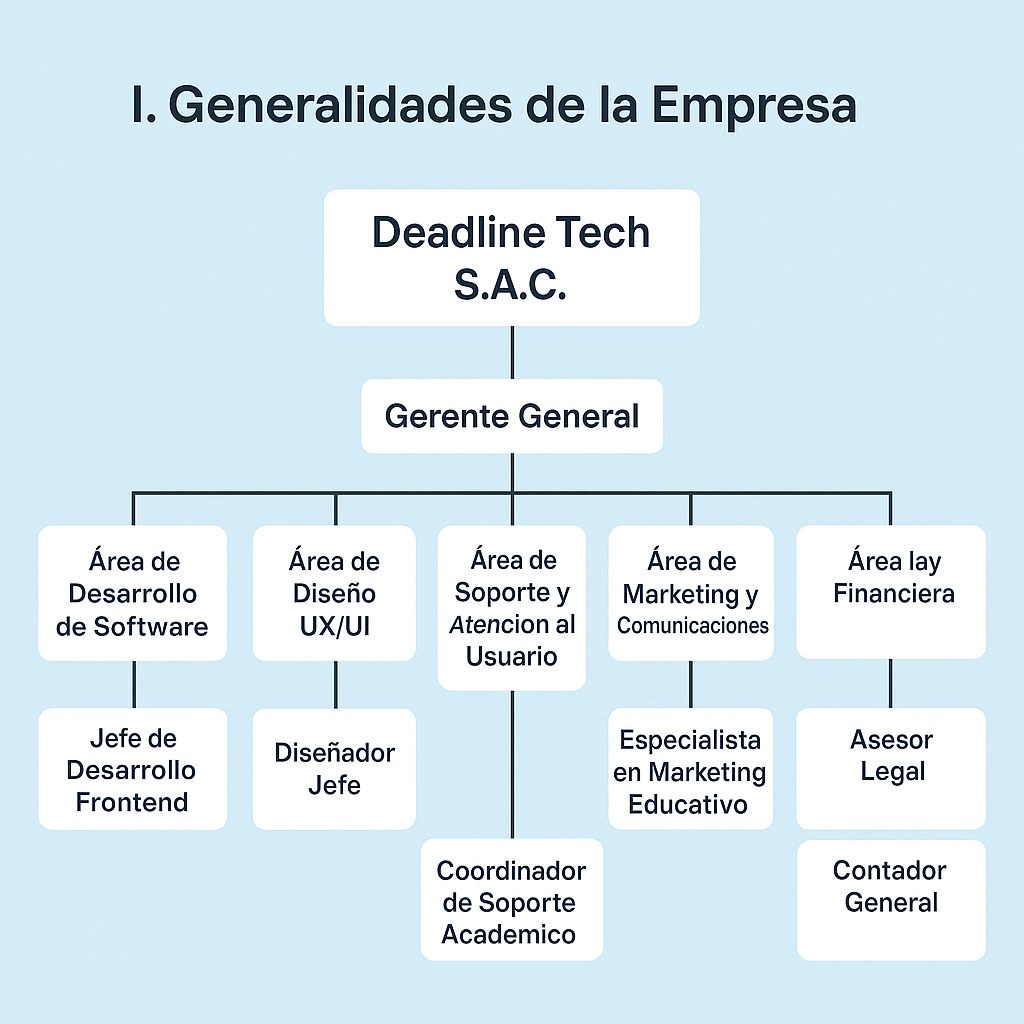 I. Generalidades de la Empresa
Deadline Tech
S.A.C.
Gerente General
Área de
Desarrollo
de Software
Área de
Diseño
UX/UI
Área de
Soporte y
Atencion al
Usuario
Área de
Marketing y
Comunicaciones
Área lay
Financiera
Jefe de
Desarrollo
Frontend
Diseñador
Jefe
Especialista
en Marketing
Educativo
Asesor
Legal
Coordinador
de Soporte
Academico
Contador
General